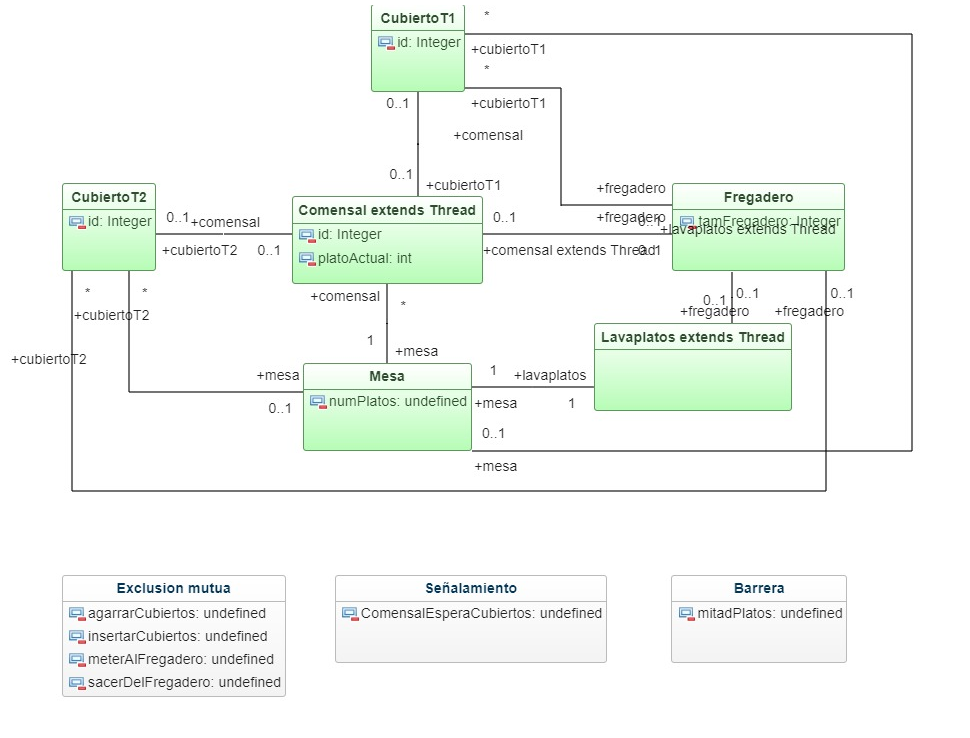 CubiertoT1
*
id: Integer
+cubiertoT1
*
0..1
+cubiertoT1
+comensal
0..1
+cubiertoT1
CubiertoT2
id: Integer
0..1
+comensal
+cubiertoT2
0..1
Comensal extends Thread
id: Integer
platoActual: int
0..1
+comensal extends Thread
+fregadero
+fregadero
0..1
+lavaplatos extends Thread
0..1
Fregadero
tamFregadero: Integer
*
*
+cubiertoT2
+cubiertoT2
+comensal
*
1
+mesa
0..1
0..1
0..1
+fregadero
+fregadero
Lavaplatos extends Thread
+mesa
0..1
Mesa
numPlatos: undefined
1
+lavaplatos
+mesa
1
0..1
+mesa
Exclusion mutua
agarrarCubiertos: undefined
insertarCubiertos: undefined
meterAlFregadero: undefined
sacerDelFregadero: undefined
Señalamiento
ComensalEsperaCubiertos: undefined
Barrera
mitadPlatos: undefined